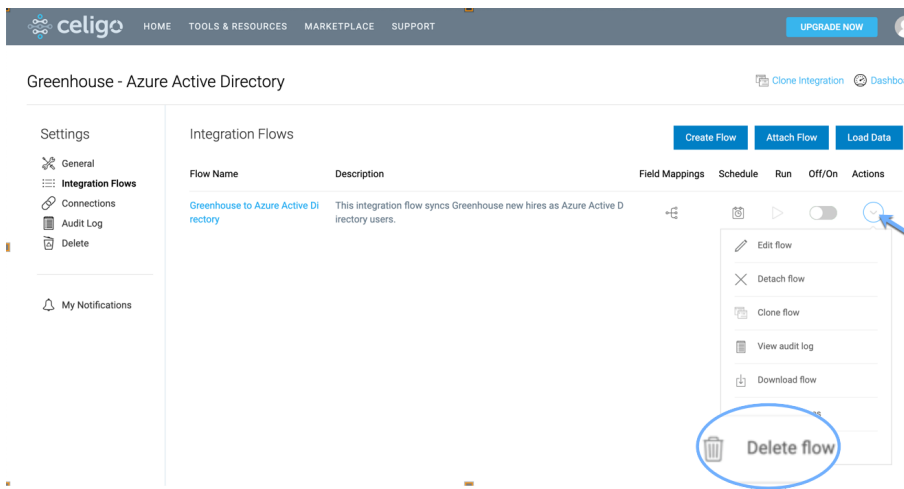 celigo HOME TOOLS & RESOURCES MARKETPLACE SUPPORT UPGRADE NOW
Greenhouse - Azure Active Directory Clone Integration
Settings
General
Integration Flows
Connections
Audit Log
Delete
My Notifications
Integration Flows Create Flow Attach Flow Load Data
Flow Name Description Field Mappings Schedule Run Off/On Actions
Greenhouse to Azure Active Di
rectory
This integration flow syncs Greenhouse new hires as Azure Active D
irectory users.
Edit flow
Detach flow
Clone flow
View audit log
Download flow
Delete flow